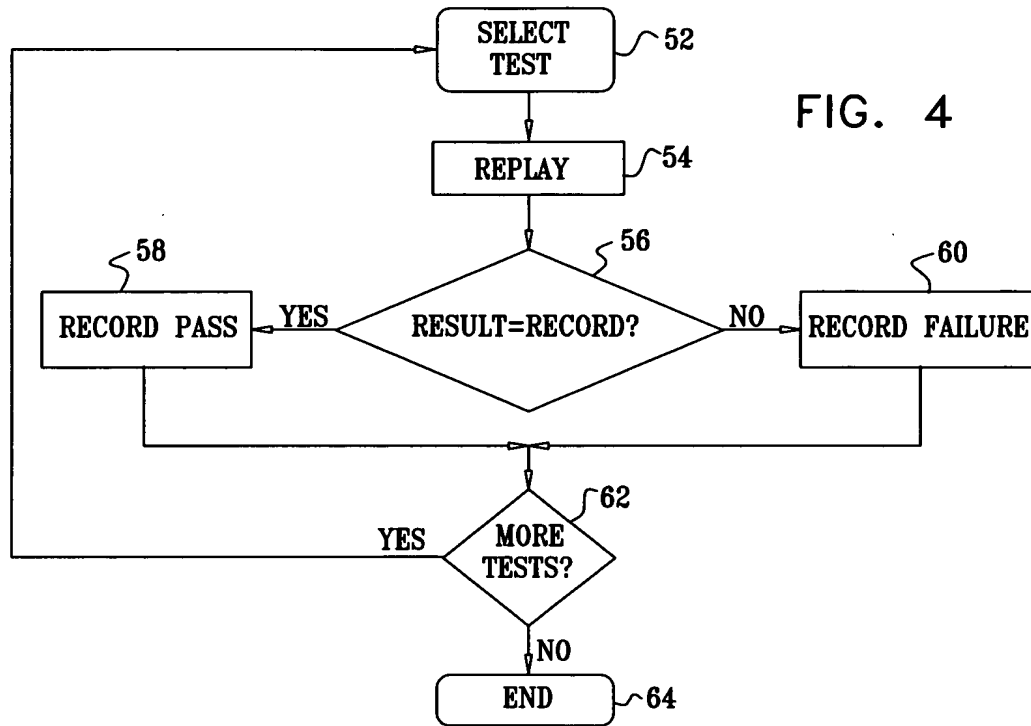 SELECT
TEST
52
FIG. 4
REPLAY
54
56
58
60
RECORD PASS
YES
RESULT=RECORD?
NO
RECORD FAILURE
62
MORE
TESTS?
YES
NO
END
64